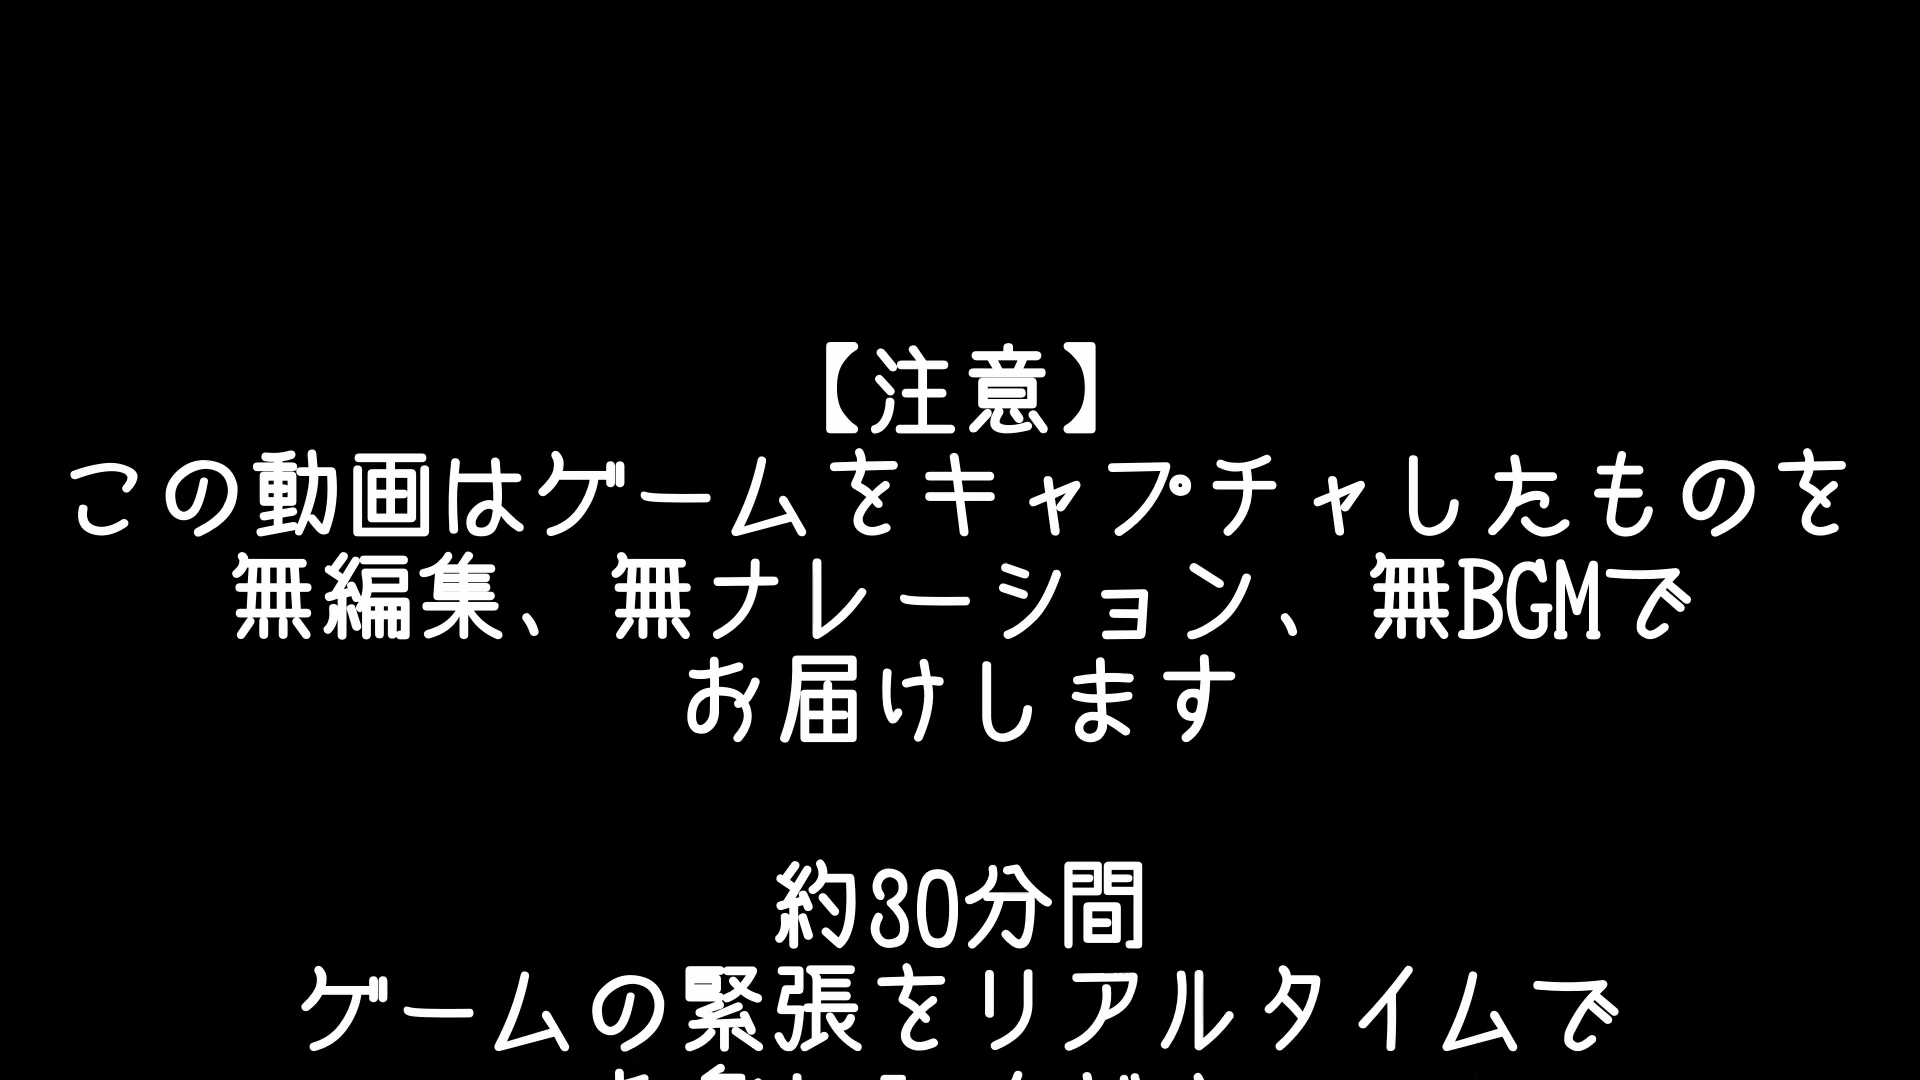 【注意】
この動画はゲームをキャプチャしたものを
無編集、無ナレーション、無BGMで
お届けします
約30分間
ゲームの緊張をリアルタイムで